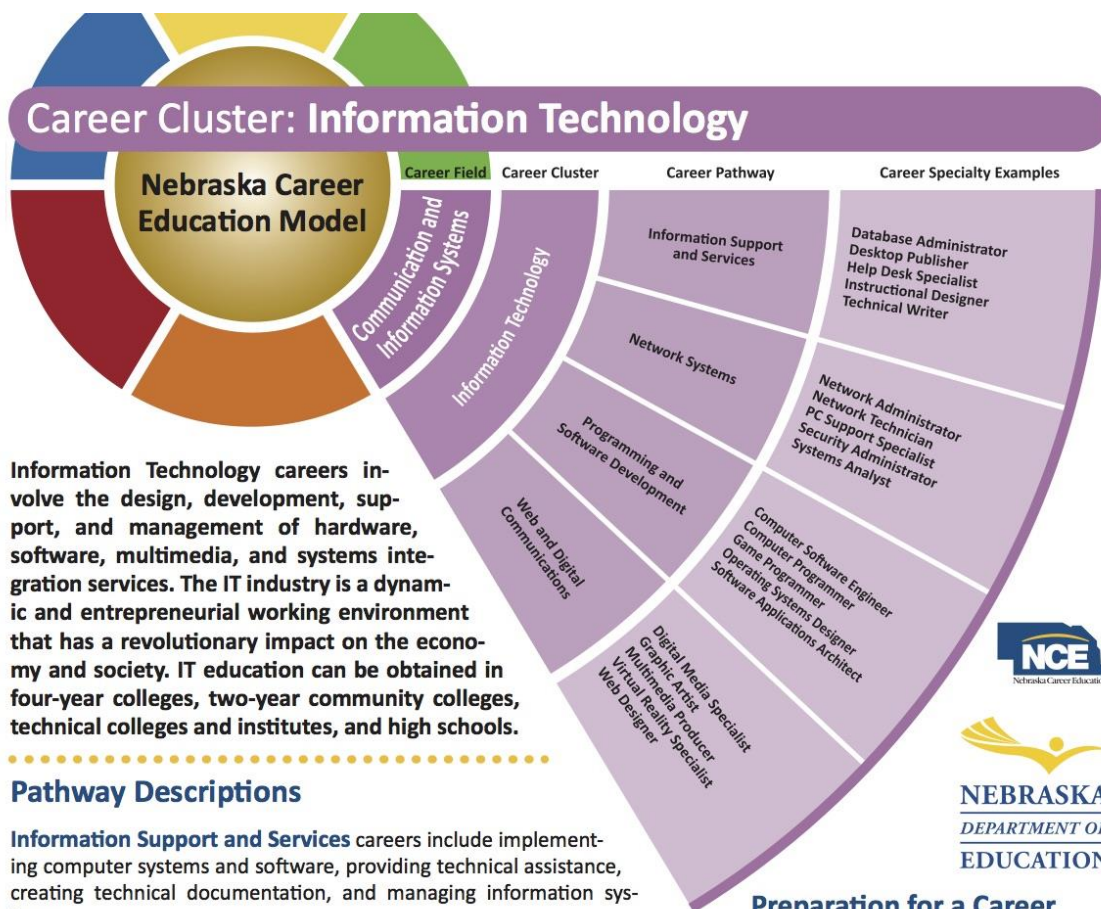 Career Cluster: Information Technology
Nebraska Career
Education Model
Career Field
Career Cluster
Career Pathway
Career Specialty Examples
Communication and
Information Systems
Information Technology
Information Support
and Services
Database Administrator
Desktop Publisher
Help Desk Specialist
Instructional Designer
Technical Writer
Network Systems
Network Administrator
Network Technician
PC Support Specialist
Security Administrator
Systems Analyst
Programming and
Software Development
Computer Software Engineer
Computer Programmer
Game Programmer
Operating Systems Designer
Software Applications Architect
Web and Digital
Communications
Digital Media Specialist
Graphic Artist
Multimedia Producer
Virtual Reality Specialist
Web Designer
Information Technology careers in-
volve the design, development, sup-
port, and management of hardware,
software, multimedia, and systems inte-
gration services. The IT industry is a dynam-
ic and entrepreneurial working environment
that has a revolutionary impact on the econo-
my and society. IT education can be obtained in
four-year colleges, two-year community colleges,
technical colleges and institutes, and high schools.
NCE
Nebraska Career Educatio
NEBRASKA
DEPARTMENT OF
EDUCATION
Pathway Descriptions
Information Support and Services careers include implement-
ing computer systems and software, providing technical assistance,
creating technical documentation, and managing information sys-
Preparation for a Career